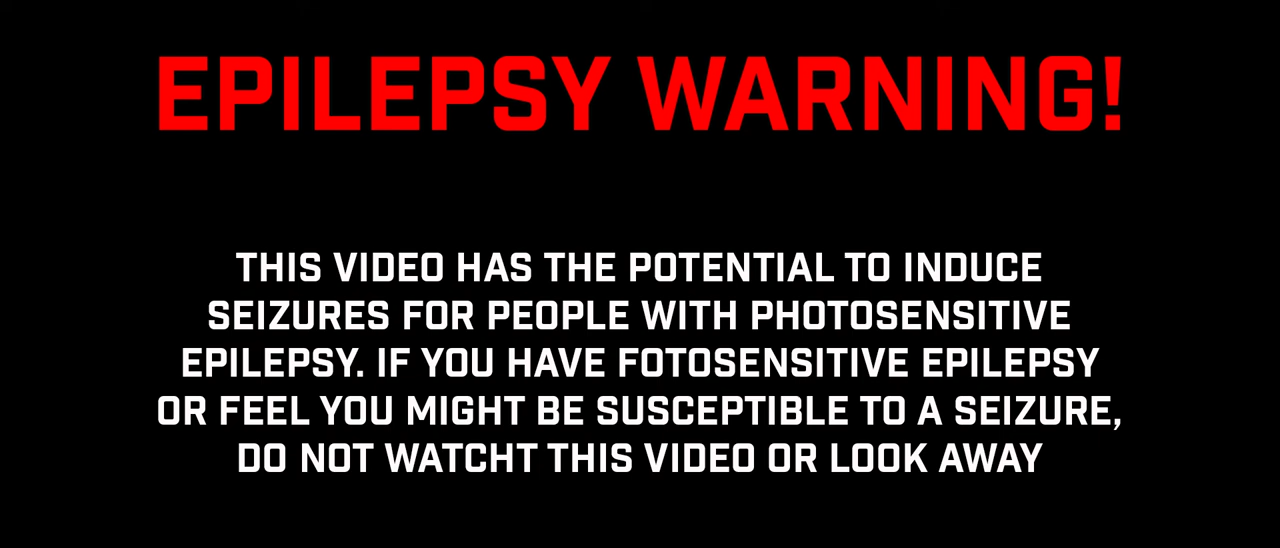 EPILEPSY WARNING!
THIS VIDEO HAS THE POTENTIAL TO INDUCE
SEIZURES FOR PEOPLE WITH PHOTOSENSITIVE
EPILEPSY. IF YOU HAVE FOTOSENSITIVE EPILEPSY
OR FEEL YOU MIGHT BE SUSCEPTIBLE TO A SEIZURE,
DO NOT WATCHT THIS VIDEO OR LOOK AWAY